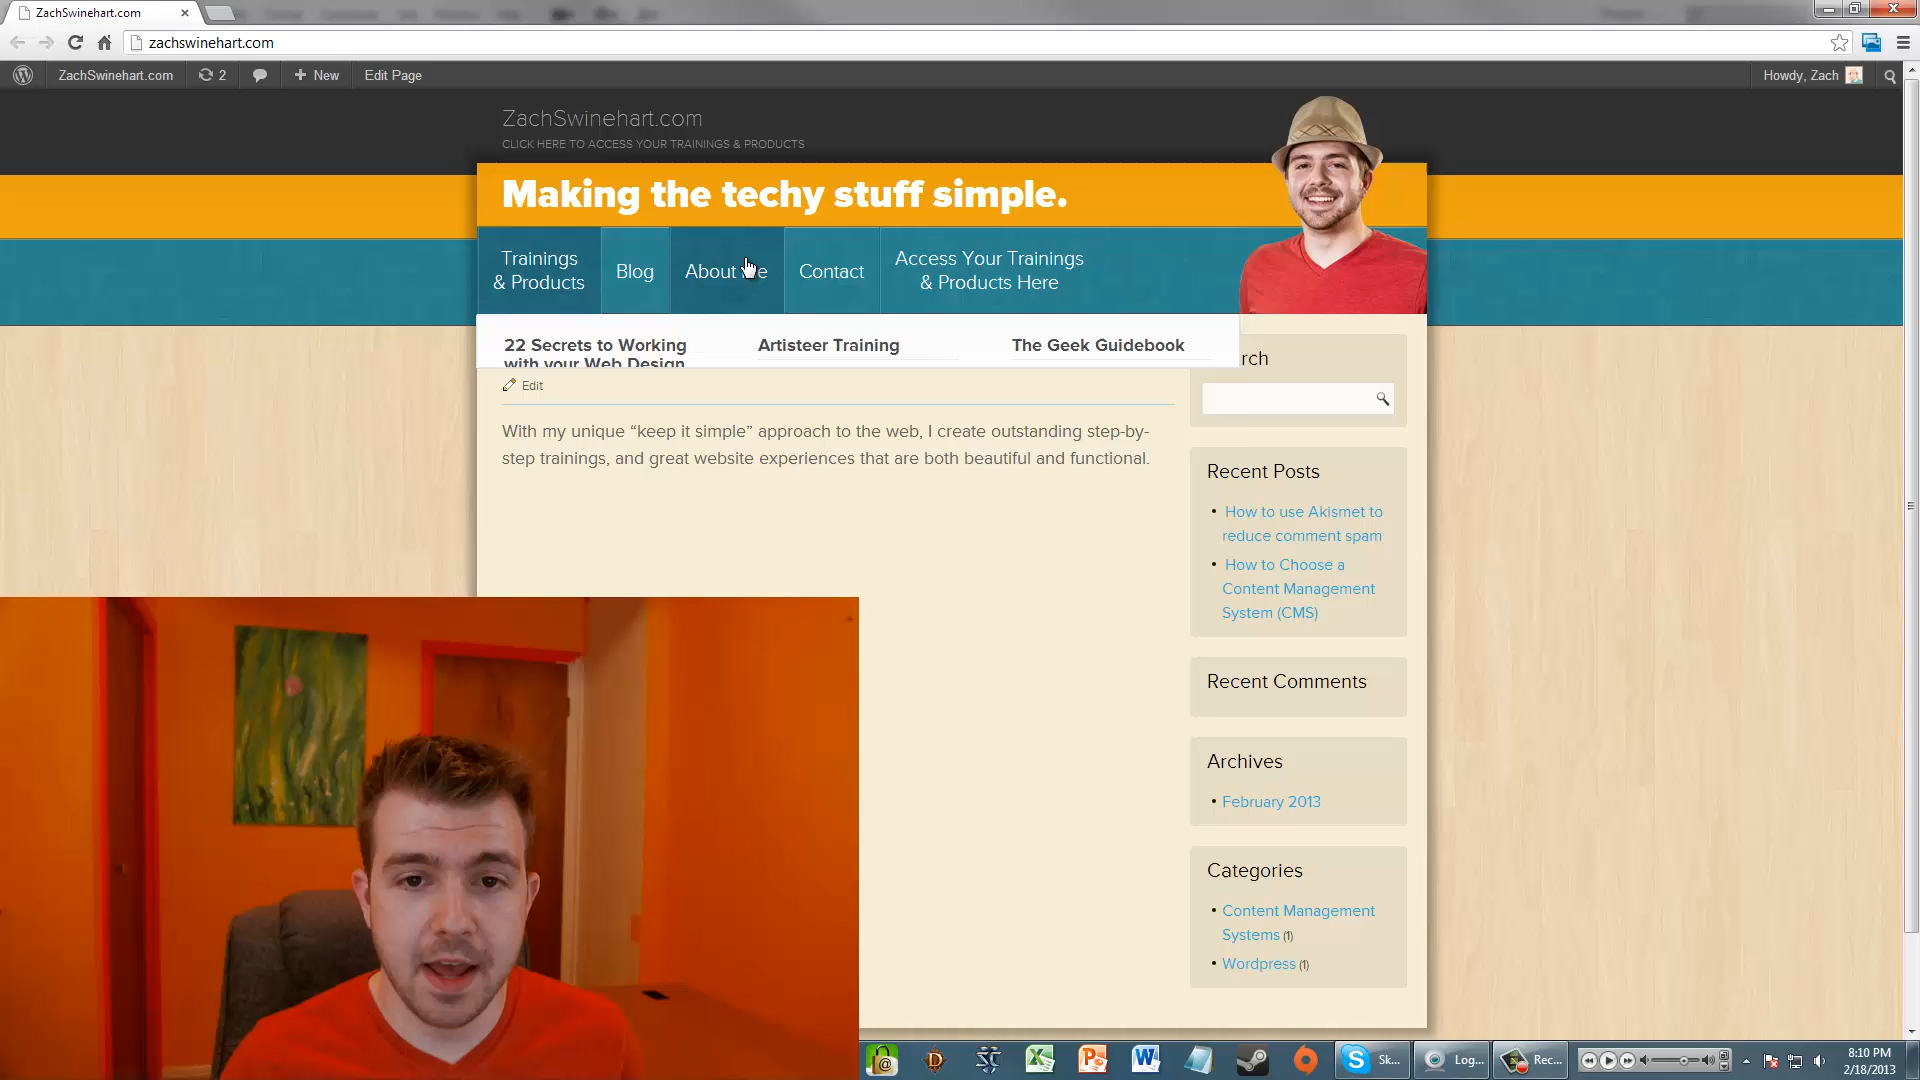 ZachSwinehart.com
zachswinehart.com
ZachSwinehart.com 2 New Edit Page Howdy, Zach
ZachSwinehart.com
CLICK HERE TO ACCESS YOUR TRAININGS & PRODUCTS
Making the techy stuff simple.
Trainings
& Products
Blog
About
Contact
Access Your Trainings
& Products Here
22 Secrets to Working
with your Web Design
Artisteer Training
The Geek Guidebook
Edit
With my unique “keep it simple” approach to the web, I create outstanding step-by-
step trainings, and great website experiences that are both beautiful and functional.
rch
Recent Posts
• How to use Akismet to
reduce comment spam
• How to Choose a
Content Management
System (CMS)
Recent Comments
Archives
• February 2013
Categories
• Content Management
Systems (1)
• Wordpress (1)
Sk... Log... Rec...
8:10 PM
2/18/2013